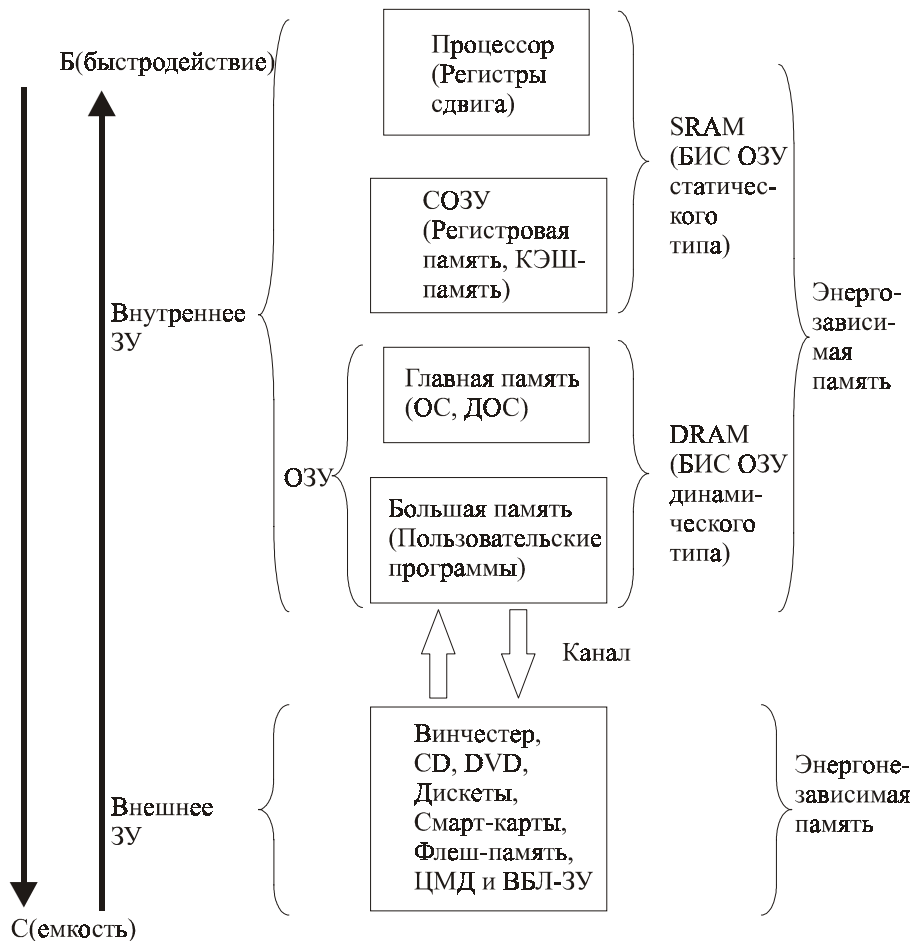 Б(быстродействие)
Процессор
(Регистры
сдвига)
SRAM
(БИС ОЗУ
статичес-
кого
типа)
СОЗУ
(Регистровая
память, КЭШ-
память)
Внутреннее
ЗУ
Энерго-
зависи-
мая
память
Главная память
(ОС, ДОС)
ОЗУ
DRAM
(БИС ОЗУ
динами-
ческого
типа)
Большая память
(Пользовательские
программы)
Канал
Винчестер,
CD, DVD,
Дискеты,
Смарт-карты,
Флеш-память,
ЦМД и ВБЛ-ЗУ
Внешнее
ЗУ
Энергоне-
зависимая
память
С(емкость)